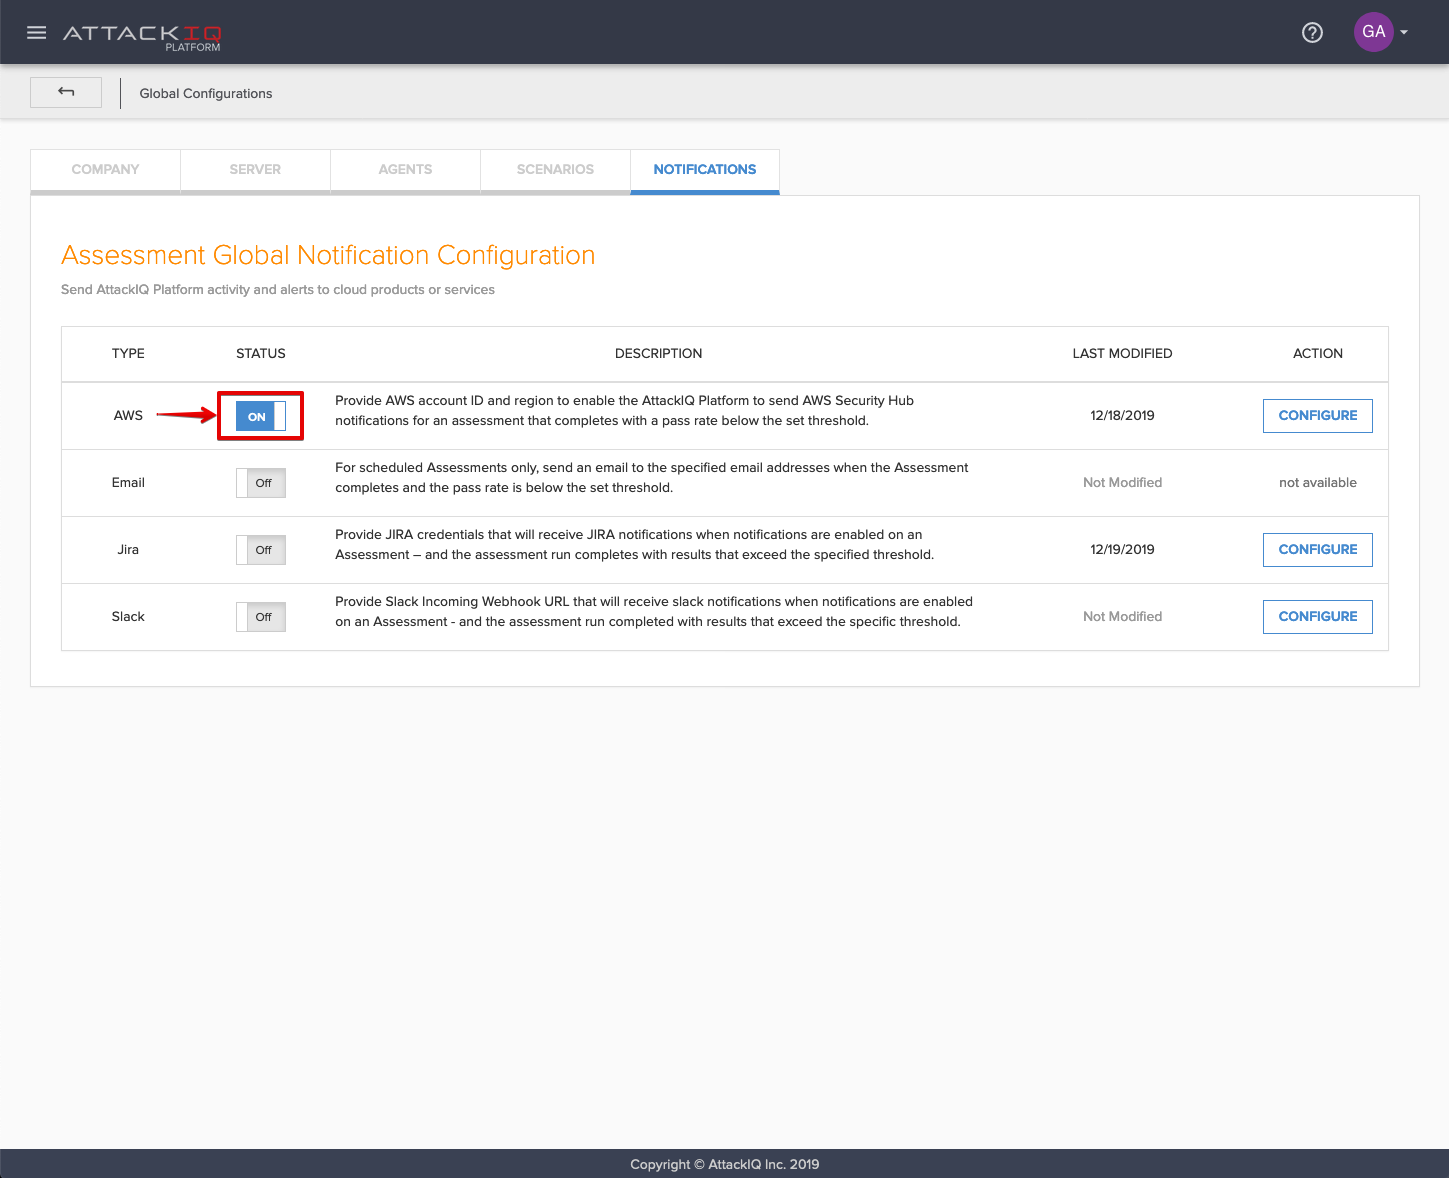 ATTACKIQ
PLATFORM
GA
Global Configurations
COMPANY
SERVER
AGENTS
SCENARIOS
NOTIFICATIONS
Assessment Global Notification Configuration
Send AttackIQ Platform activity and alerts to cloud products or services
TYPE
STATUS
DESCRIPTION
LAST MODIFIED
ACTION
AWS
ON
Provide AWS account ID and region to enable the AttackIQ Platform to send AWS Security Hub
notifications for an assessment that completes with a pass rate below the set threshold.
12/18/2019
CONFIGURE
Email
Off
For scheduled Assessments only, send an email to the specified email addresses when the Assessment
completes and the pass rate is below the set threshold.
Not Modified
not available
Jira
Off
Provide JIRA credentials that will receive JIRA notifications when notifications are enabled on an
Assessment – and the assessment run completes with results that exceed the specified threshold.
12/19/2019
CONFIGURE
Slack
Off
Provide Slack Incoming Webhook URL that will receive slack notifications when notifications are enabled
on an Assessment - and the assessment run completed with results that exceed the specific threshold.
Not Modified
CONFIGURE
Copyright © AttackIQ Inc. 2019